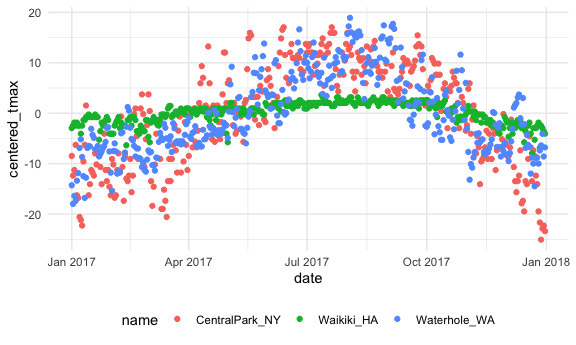 20
10
0
-10
-20
centered_tmax
Jan 2017 Apr 2017 Jul 2017 Oct 2017 Jan 2018
date
name CentralPark_NY Waikiki_HA Waterhole_WA